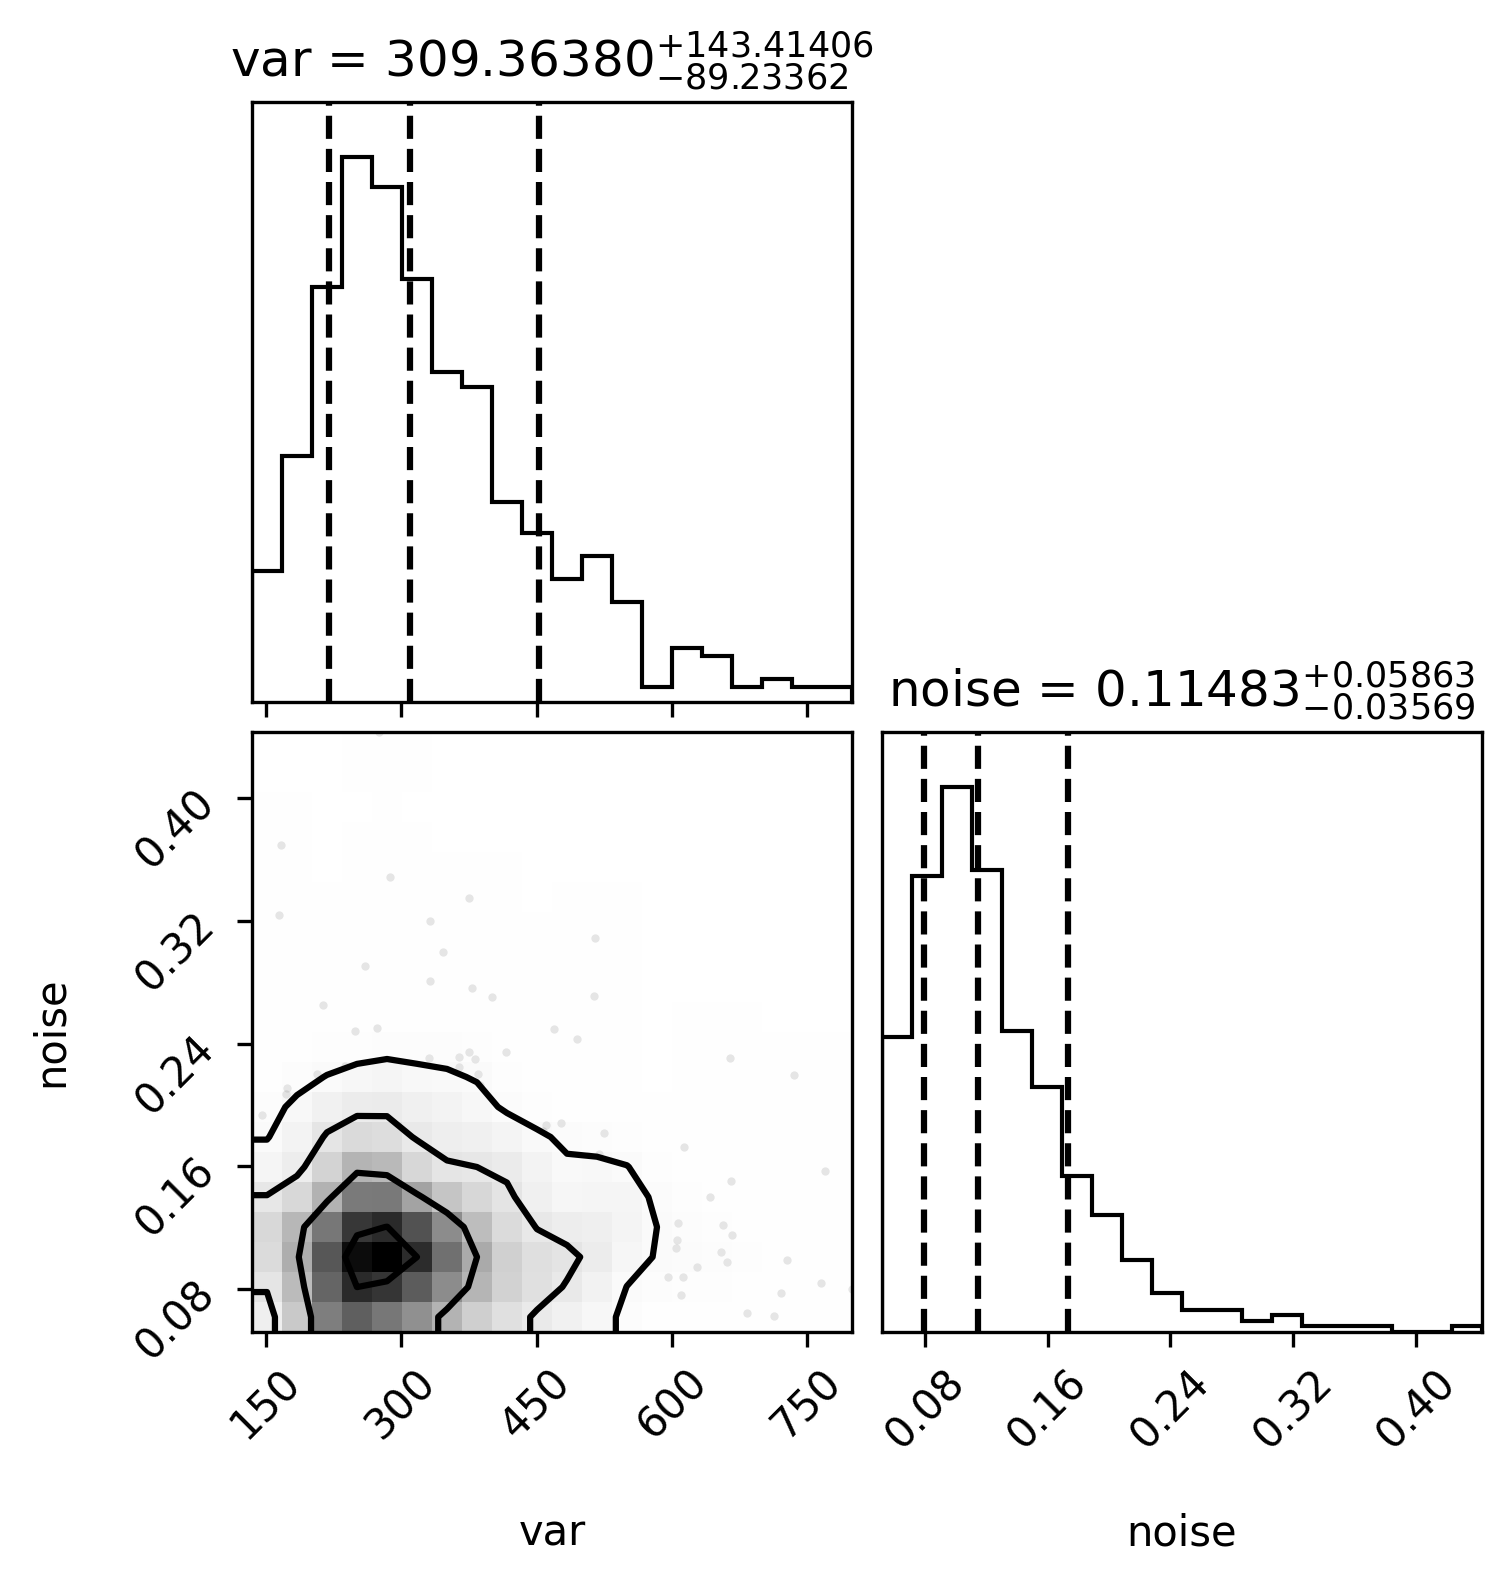 var = 309.36380+143.41406−89.23362
noise = 0.11483+0.05863−0.03569
0.40
0.32
0.24
0.16
0.08
noise
150 300 450 600 750
0.08 0.16 0.24 0.32 0.40
var
noise